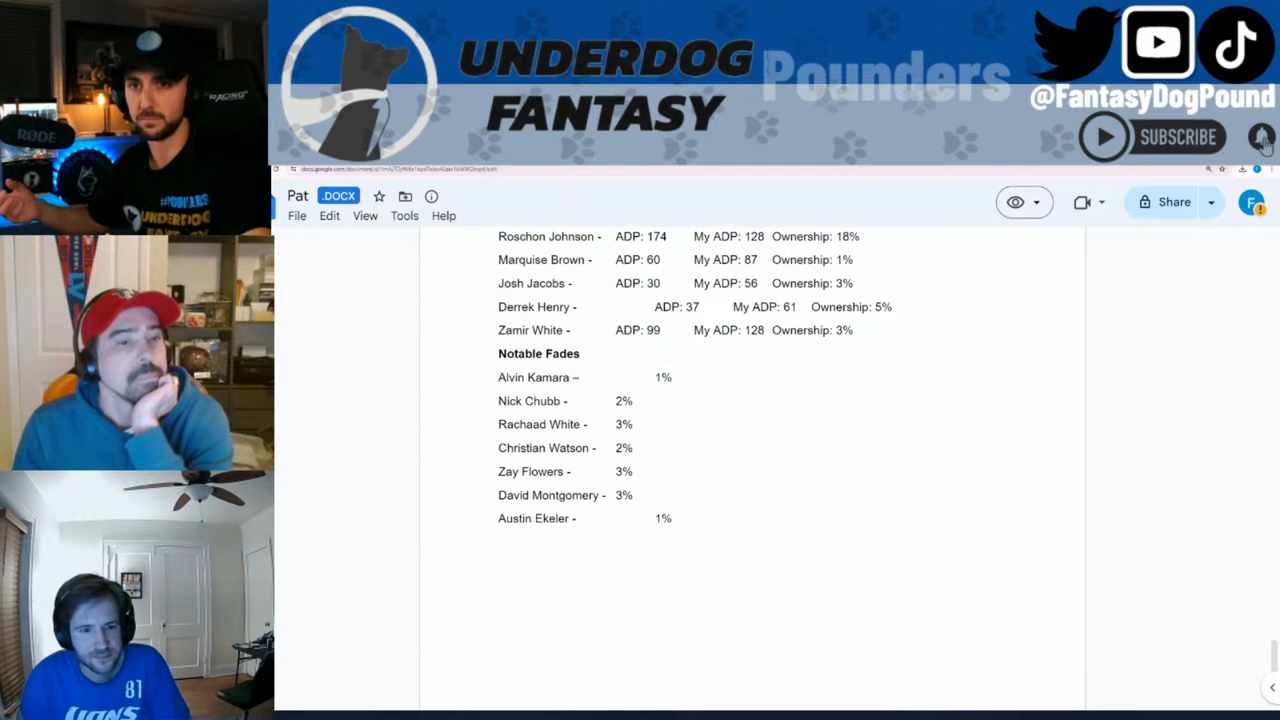 UNDERDOG
FANTASY
Pounders
@FantasyDogPound
SUBSCRIBE
RACING
RØDE
UNDERDOG
Pat
.DOCX
Share
F
File Edit View Tools Help
Roschon Johnson - ADP: 174 My ADP: 128 Ownership: 18%
Marquise Brown - ADP: 60 My ADP: 87 Ownership: 1%
Josh Jacobs - ADP: 30 My ADP: 56 Ownership: 3%
Derrek Henry - ADP: 37 My ADP: 61 Ownership: 5%
Zamir White - ADP: 99 My ADP: 128 Ownership: 3%
Notable Fades
Alvin Kamara – 1%
Nick Chubb - 2%
Rachaad White - 3%
Christian Watson - 2%
Zay Flowers - 3%
David Montgomery - 3%
Austin Ekeler - 1%
81
LIONS